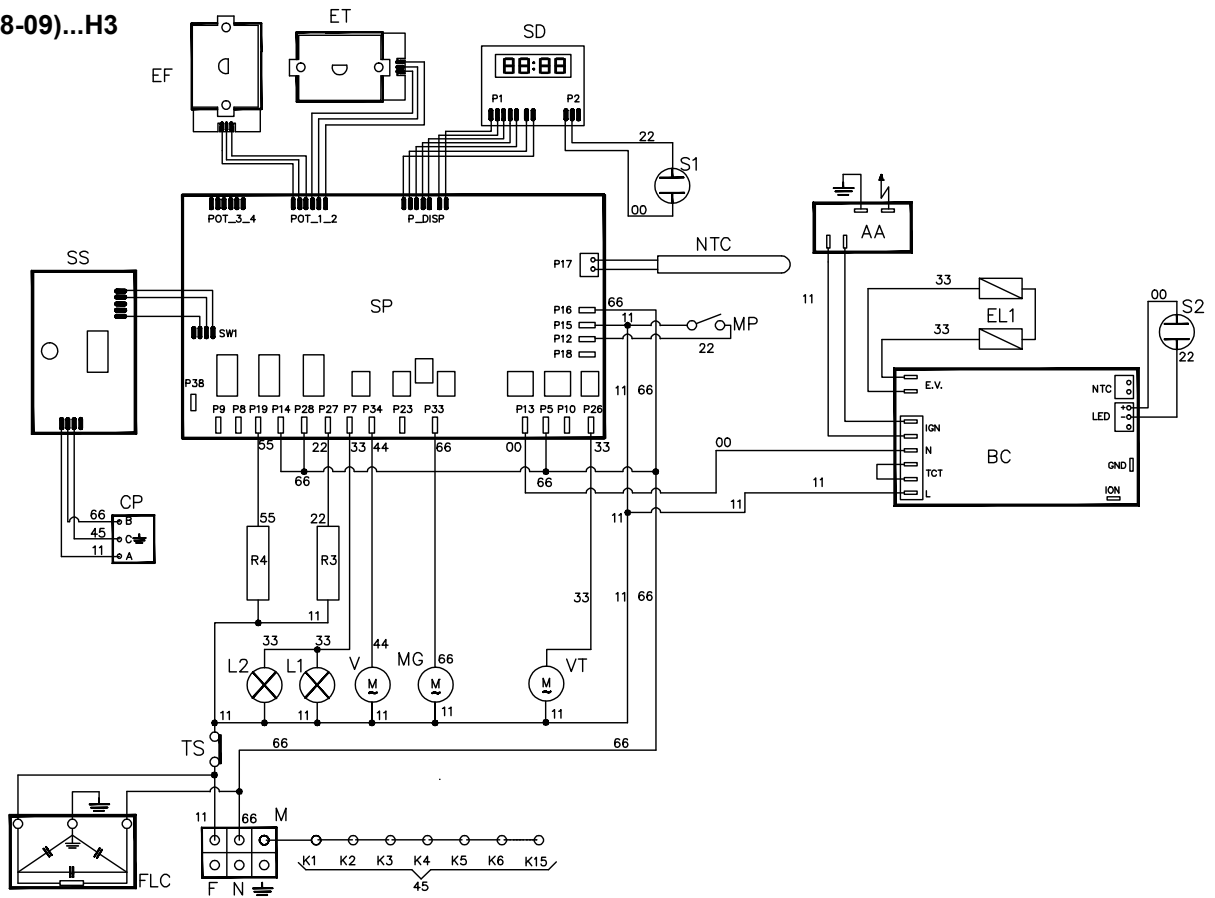 8-09)...H3
ET
SD
EF
88:88
P1
P2
22
S1
00
POT_3_4
POT_1_2
P_DISP
AA
SS
P17
NTC
SP
11
33
EL1
33
00
S2
22
P16
66
P15
11
MP
P12
22
P18
SW1
P38
E.V.
NTC
LED
+
-
IGN
N
BC
TCT
GND
L
ION
P9
P8
P19
P14
P28
P27
P7
P34
P23
P33
P13
P5
P10
P26
11
66
55
22
33
44
66
00
33
00
66
66
11
11
11
CP
66
B
45
C
11
A
55
22
R4
R3
11
33
11
66
33
33
44
66
L2
L1
V
MG
VT
M
M
M
11
11
11
11
11
TS
66
66
11
66
M
K1
K2
K3
K4
K5
K6
K15
45
FLC
F
N